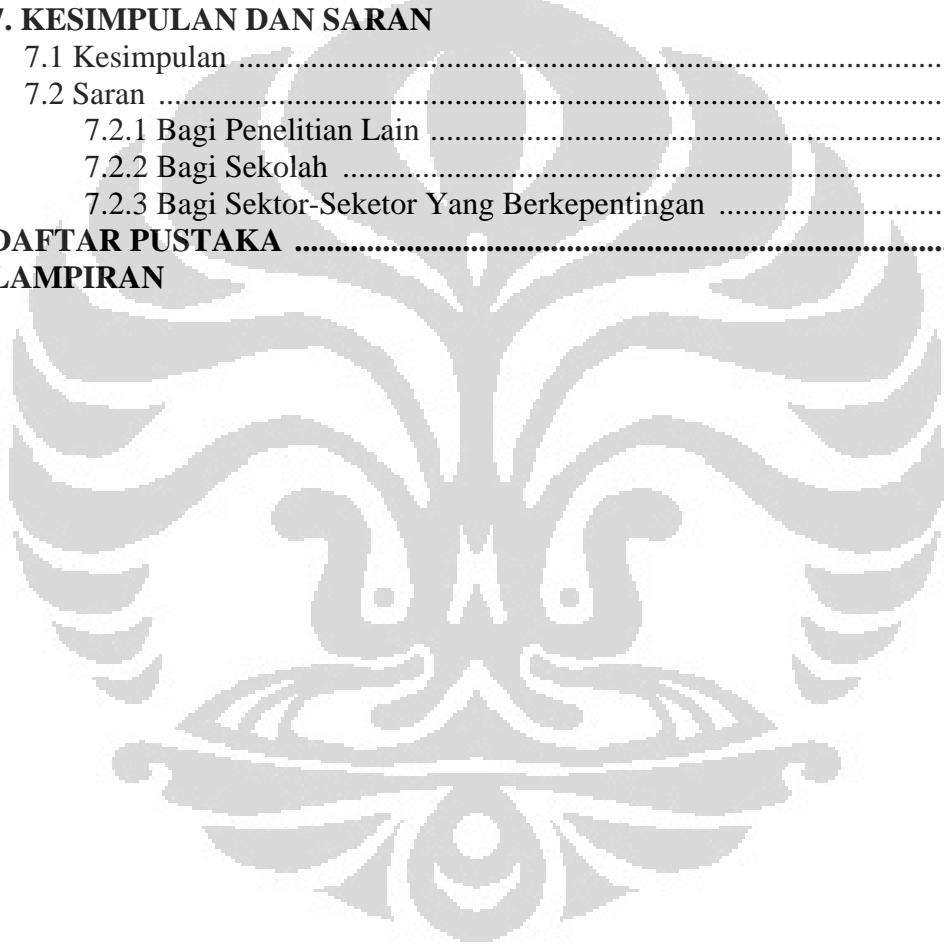 7. KESIMPULAN DAN SARAN
7.1 Kesimpulan ..........................................................................................
7.2 Saran ....................................................................................................
7.2.1 Bagi Penelitian Lain .................................................................
7.2.2 Bagi Sekolah ............................................................................
7.2.3 Bagi Sektor-Seketor Yang Berkepentingan ............................
DAFTAR PUSTAKA ..................................................................................
LAMPIRAN